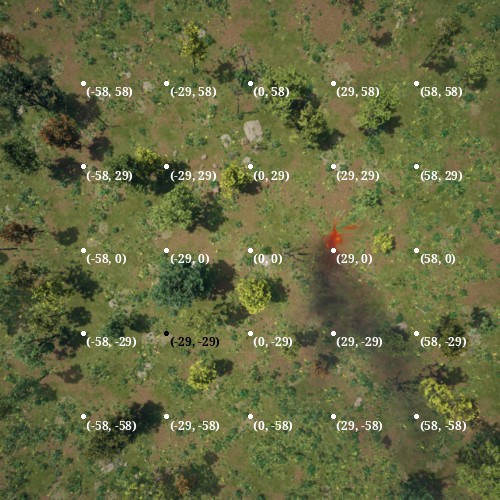 (-58, 58) (-29, 58) (0, 58) (29, 58) (58, 58)
(-58, 29) (-29, 29) (0, 29) (29, 29) (58, 29)
(-58, 0) (-29, 0) (0, 0) (29, 0) (58, 0)
(-58, -29) (-29, -29) (0, -29) (29, -29) (58, -29)
(-58, -58) (-29, -58) (0, -58) (29, -58) (58, -58)